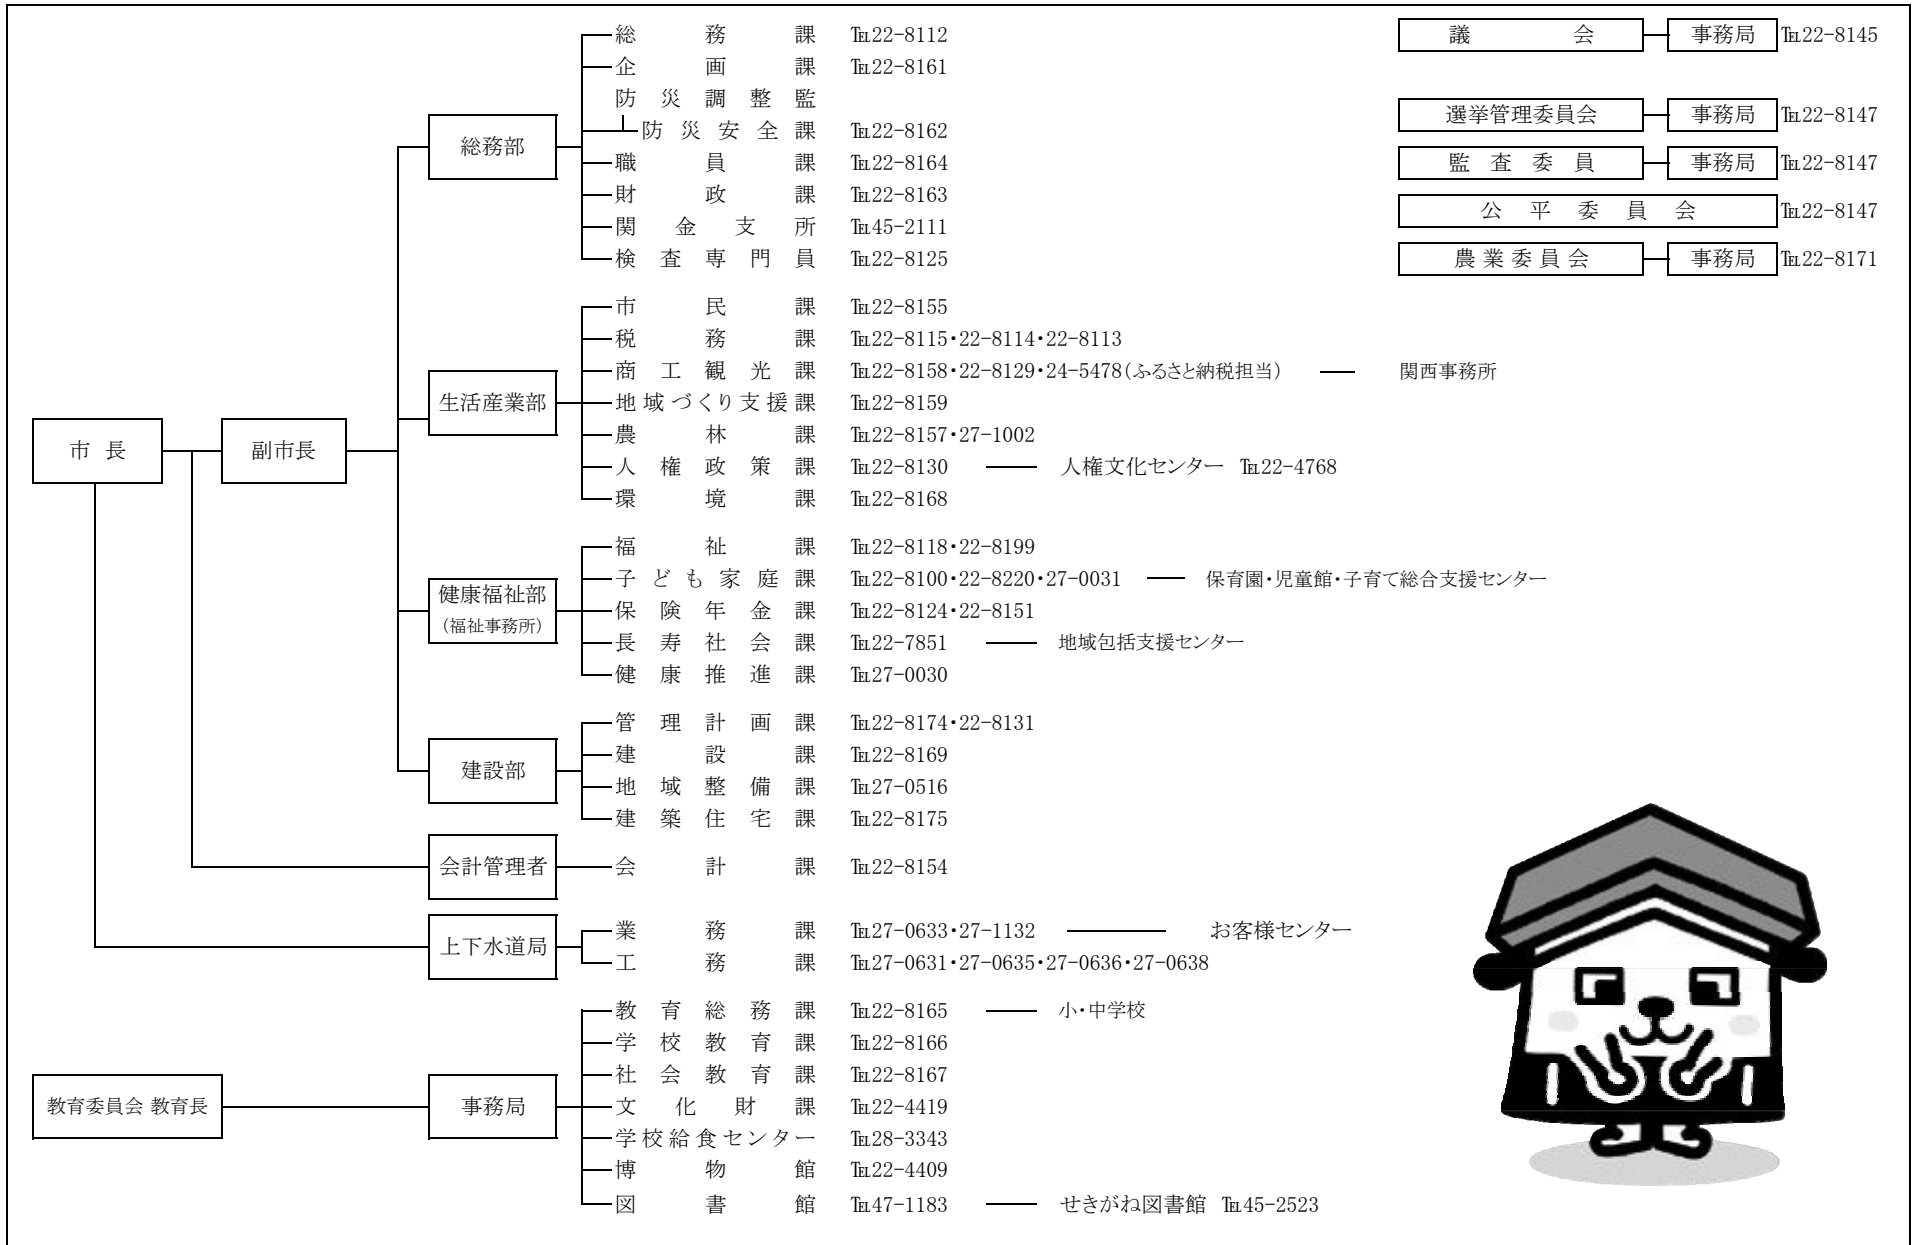 総務課 ℡22-8112
企画課 ℡22-8161
防災調整監
防災安全課 ℡22-8162
総務部
職員課 ℡22-8164
財政課 ℡22-8163
関金支所 ℡45-2111
検査専門員 ℡22-8125
議会 事務局 ℡22-8145
選挙管理委員会 事務局 ℡22-8147
監査委員 事務局 ℡22-8147
公平委員会 ℡22-8147
農業委員会 事務局 ℡22-8171
市民課 ℡22-8155
税務課 ℡22-8115・22-8114・22-8113
商工観光課 ℡22-8158・22-8129・24-5478(ふるさと納税担当) 関西事務所
生活産業部
地域づくり支援課 ℡22-8159
農林課 ℡22-8157・27-1002
市長 副市長
人権政策課 ℡22-8130 人権文化センター ℡22-4768
環境課 ℡22-8168
福祉課 ℡22-8118・22-8199
子ども家庭課 ℡22-8100・22-8220・27-0031 保育園・児童館・子育て総合支援センター
健康福祉部
(福祉事務所)
保険年金課 ℡22-8124・22-8151
長寿社会課 ℡22-7851 地域包括支援センター
健康推進課 ℡27-0030
管理計画課 ℡22-8174・22-8131
建設課 ℡22-8169
建設部
地域整備課 ℡27-0516
建築住宅課 ℡22-8175
会計管理者 会計課 ℡22-8154
業務課 ℡27-0633・27-1132 お客様センター
上下水道局
工務課 ℡27-0631・27-0635・27-0636・27-0638
教育総務課 ℡22-8165 小・中学校
学校教育課 ℡22-8166
社会教育課 ℡22-8167
教育委員会 教育長 事務局 文化財課 ℡22-4419
学校給食センター ℡28-3343
博物館 ℡22-4409
図書館 ℡47-1183 せきがね図書館 ℡45-2523